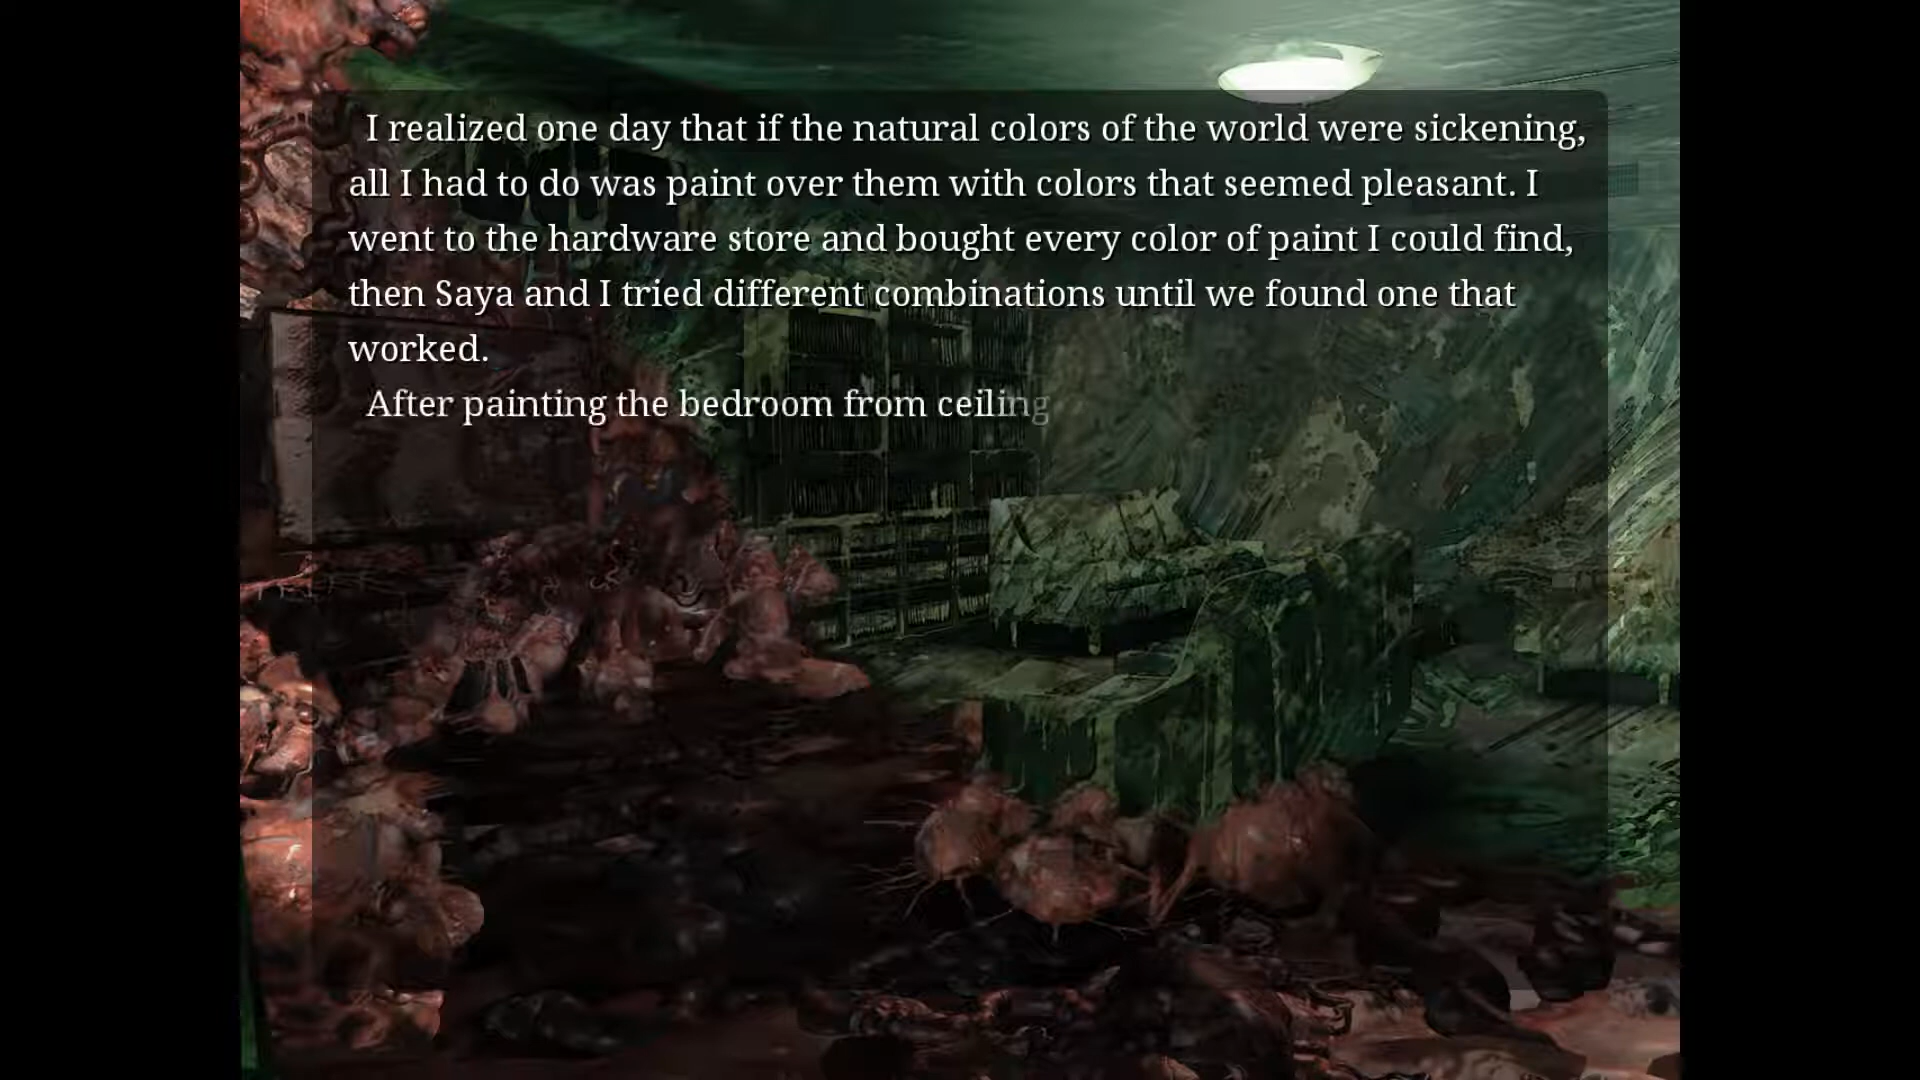 I realized one day that if the natural colors of the world were sickening,
all I had to do was paint over them with colors that seemed pleasant. I
went to the hardware store and bought every color of paint I could find,
then Saya and I tried different combinations until we found one that
worked.
After painting the bedroom from ceiling